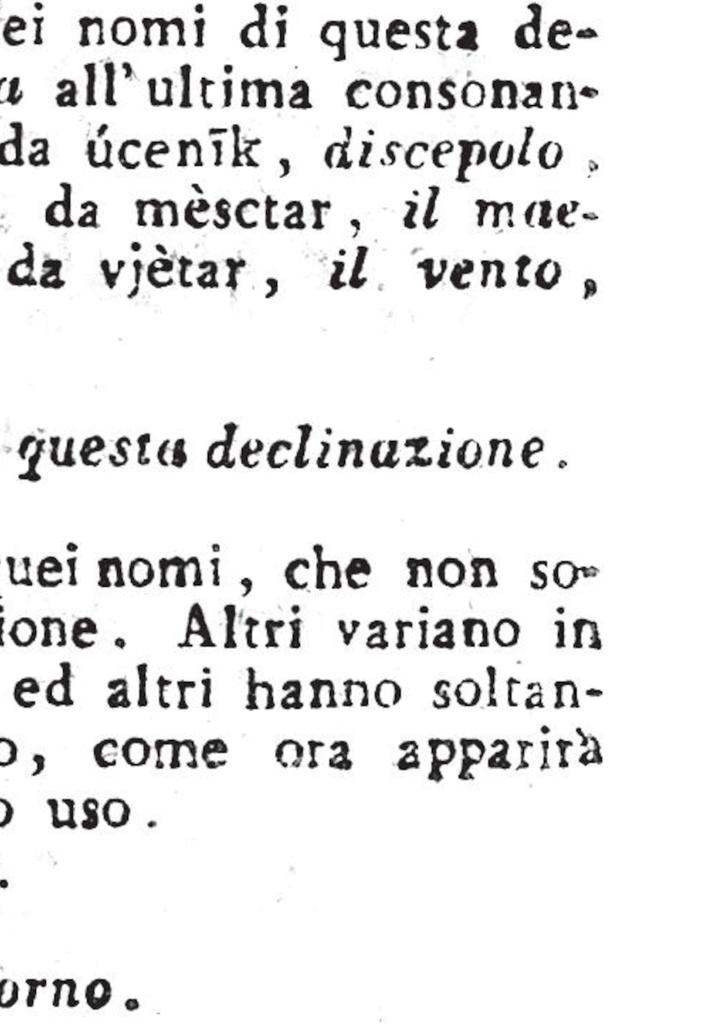 ei nomi di questa de-
a all'ultima consonan-
da úcenīk, discepolo,
da mèsctar, il mae-
da vjètar, il vento,
questa declinazione.
uei nomi, che non so-
ione. Altri variano in
ed altri hanno soltan-
o, come ora apparirà
o uso.
.
orno.